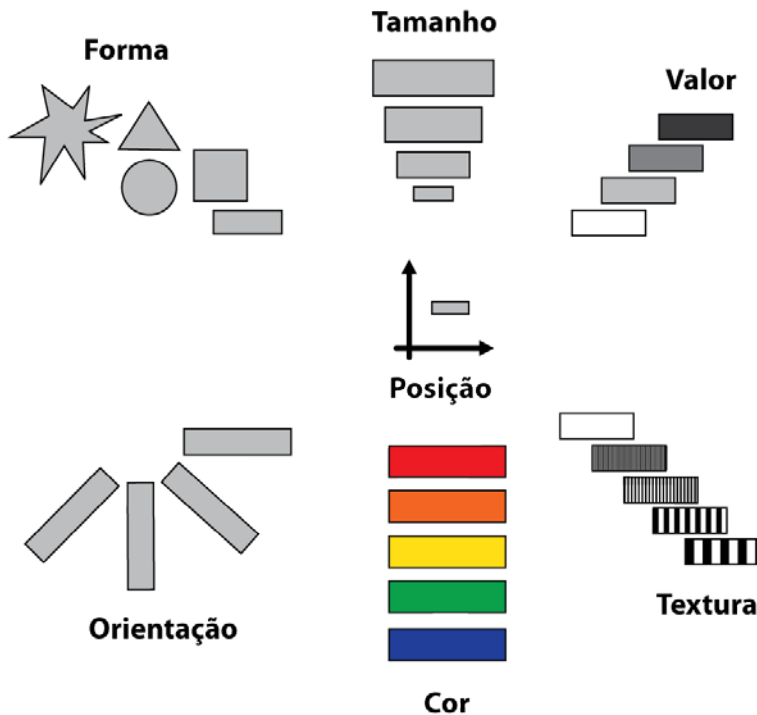 Forma
Tamanho
Valor
Posição
Orientação
Cor
Textura